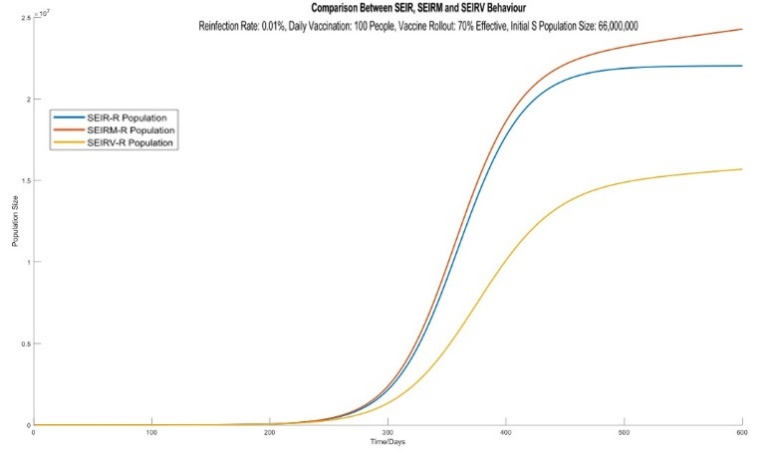 Comparison Between SEIR, SEIRM and SEIRV Behaviour
Reinfection Rate: 0.01%, Daily Vaccination: 100 People, Vaccine Rollout: 70% Effective, Initial S Population Size: 66,000,000
2.5 ×10⁷
2
SEIR-R Population
SEIRM-R Population
SEIRV-R Population
1.5
Population Size
1
0.5
0
0 100 200 300 400 500 600
Time/Days